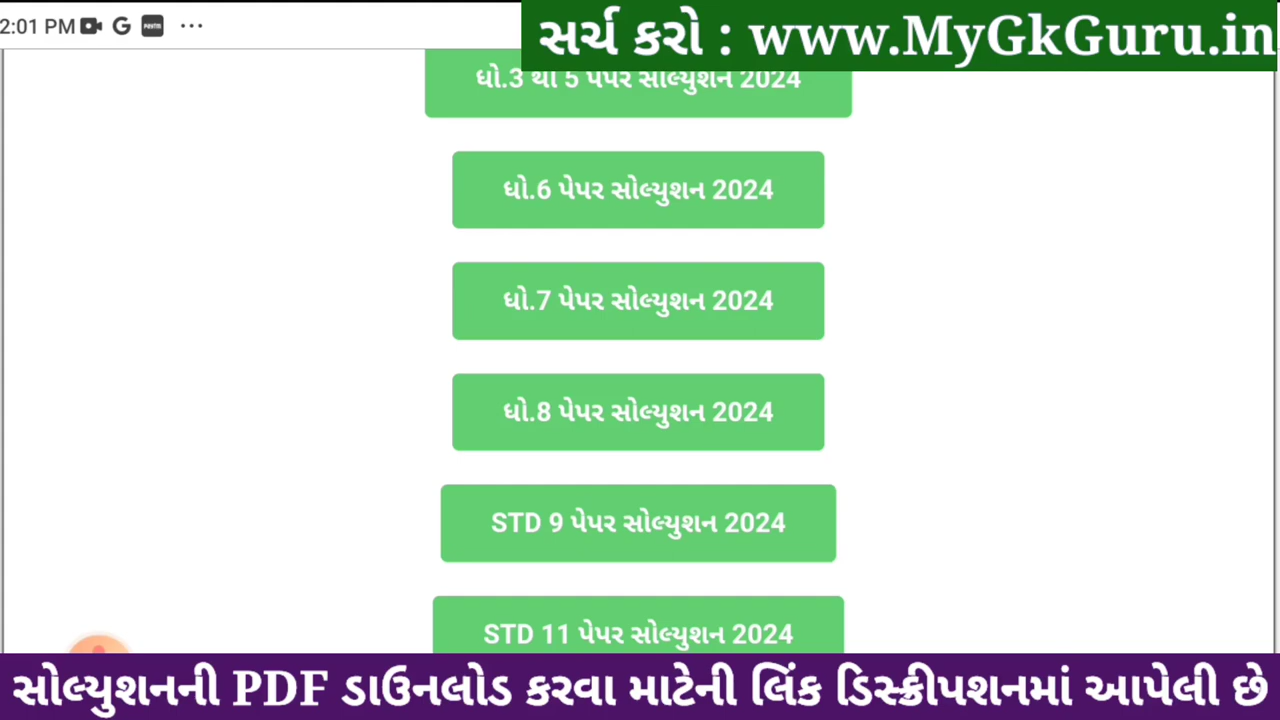 2:01 PM G Paytm ...
સર્ચ કરો : www.MyGkGuru.in
ધો.3 થી 5 પેપર સોલ્યુશન 2024
ધો.6 પેપર સોલ્યુશન 2024
ધો.7 પેપર સોલ્યુશન 2024
ધો.8 પેપર સોલ્યુશન 2024
STD 9 પેપર સોલ્યુશન 2024
STD 11 પેપર સોલ્યુશન 2024
સોલ્યુશનની PDF ડાઉનલોડ કરવા માટેની લિંક ડિસ્ક્રીપશનમાં આપેલી છે